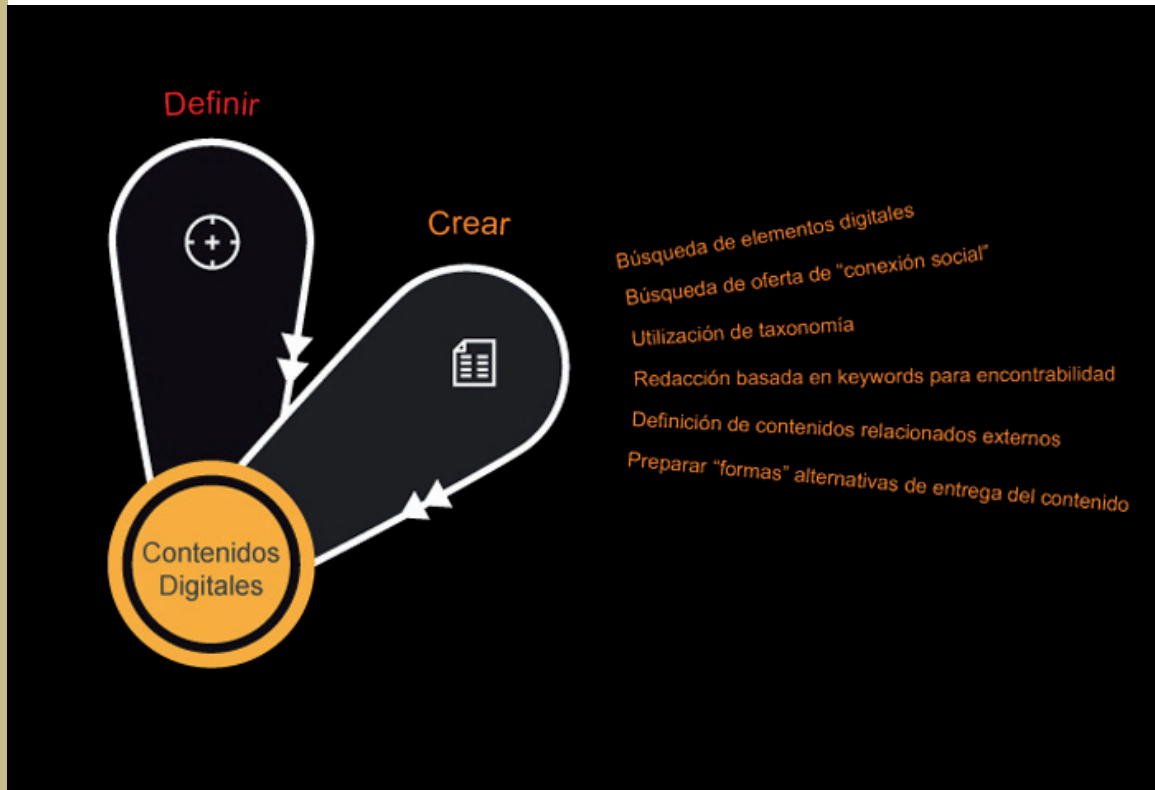 Definir
Crear
Búsqueda de elementos digitales
Búsqueda de oferta de “conexión social”
Utilización de taxonomía
Redacción basada en keywords para encontrabilidad
Definición de contenidos relacionados externos
Preparar “formas” alternativas de entrega del contenido
Contenidos
Digitales